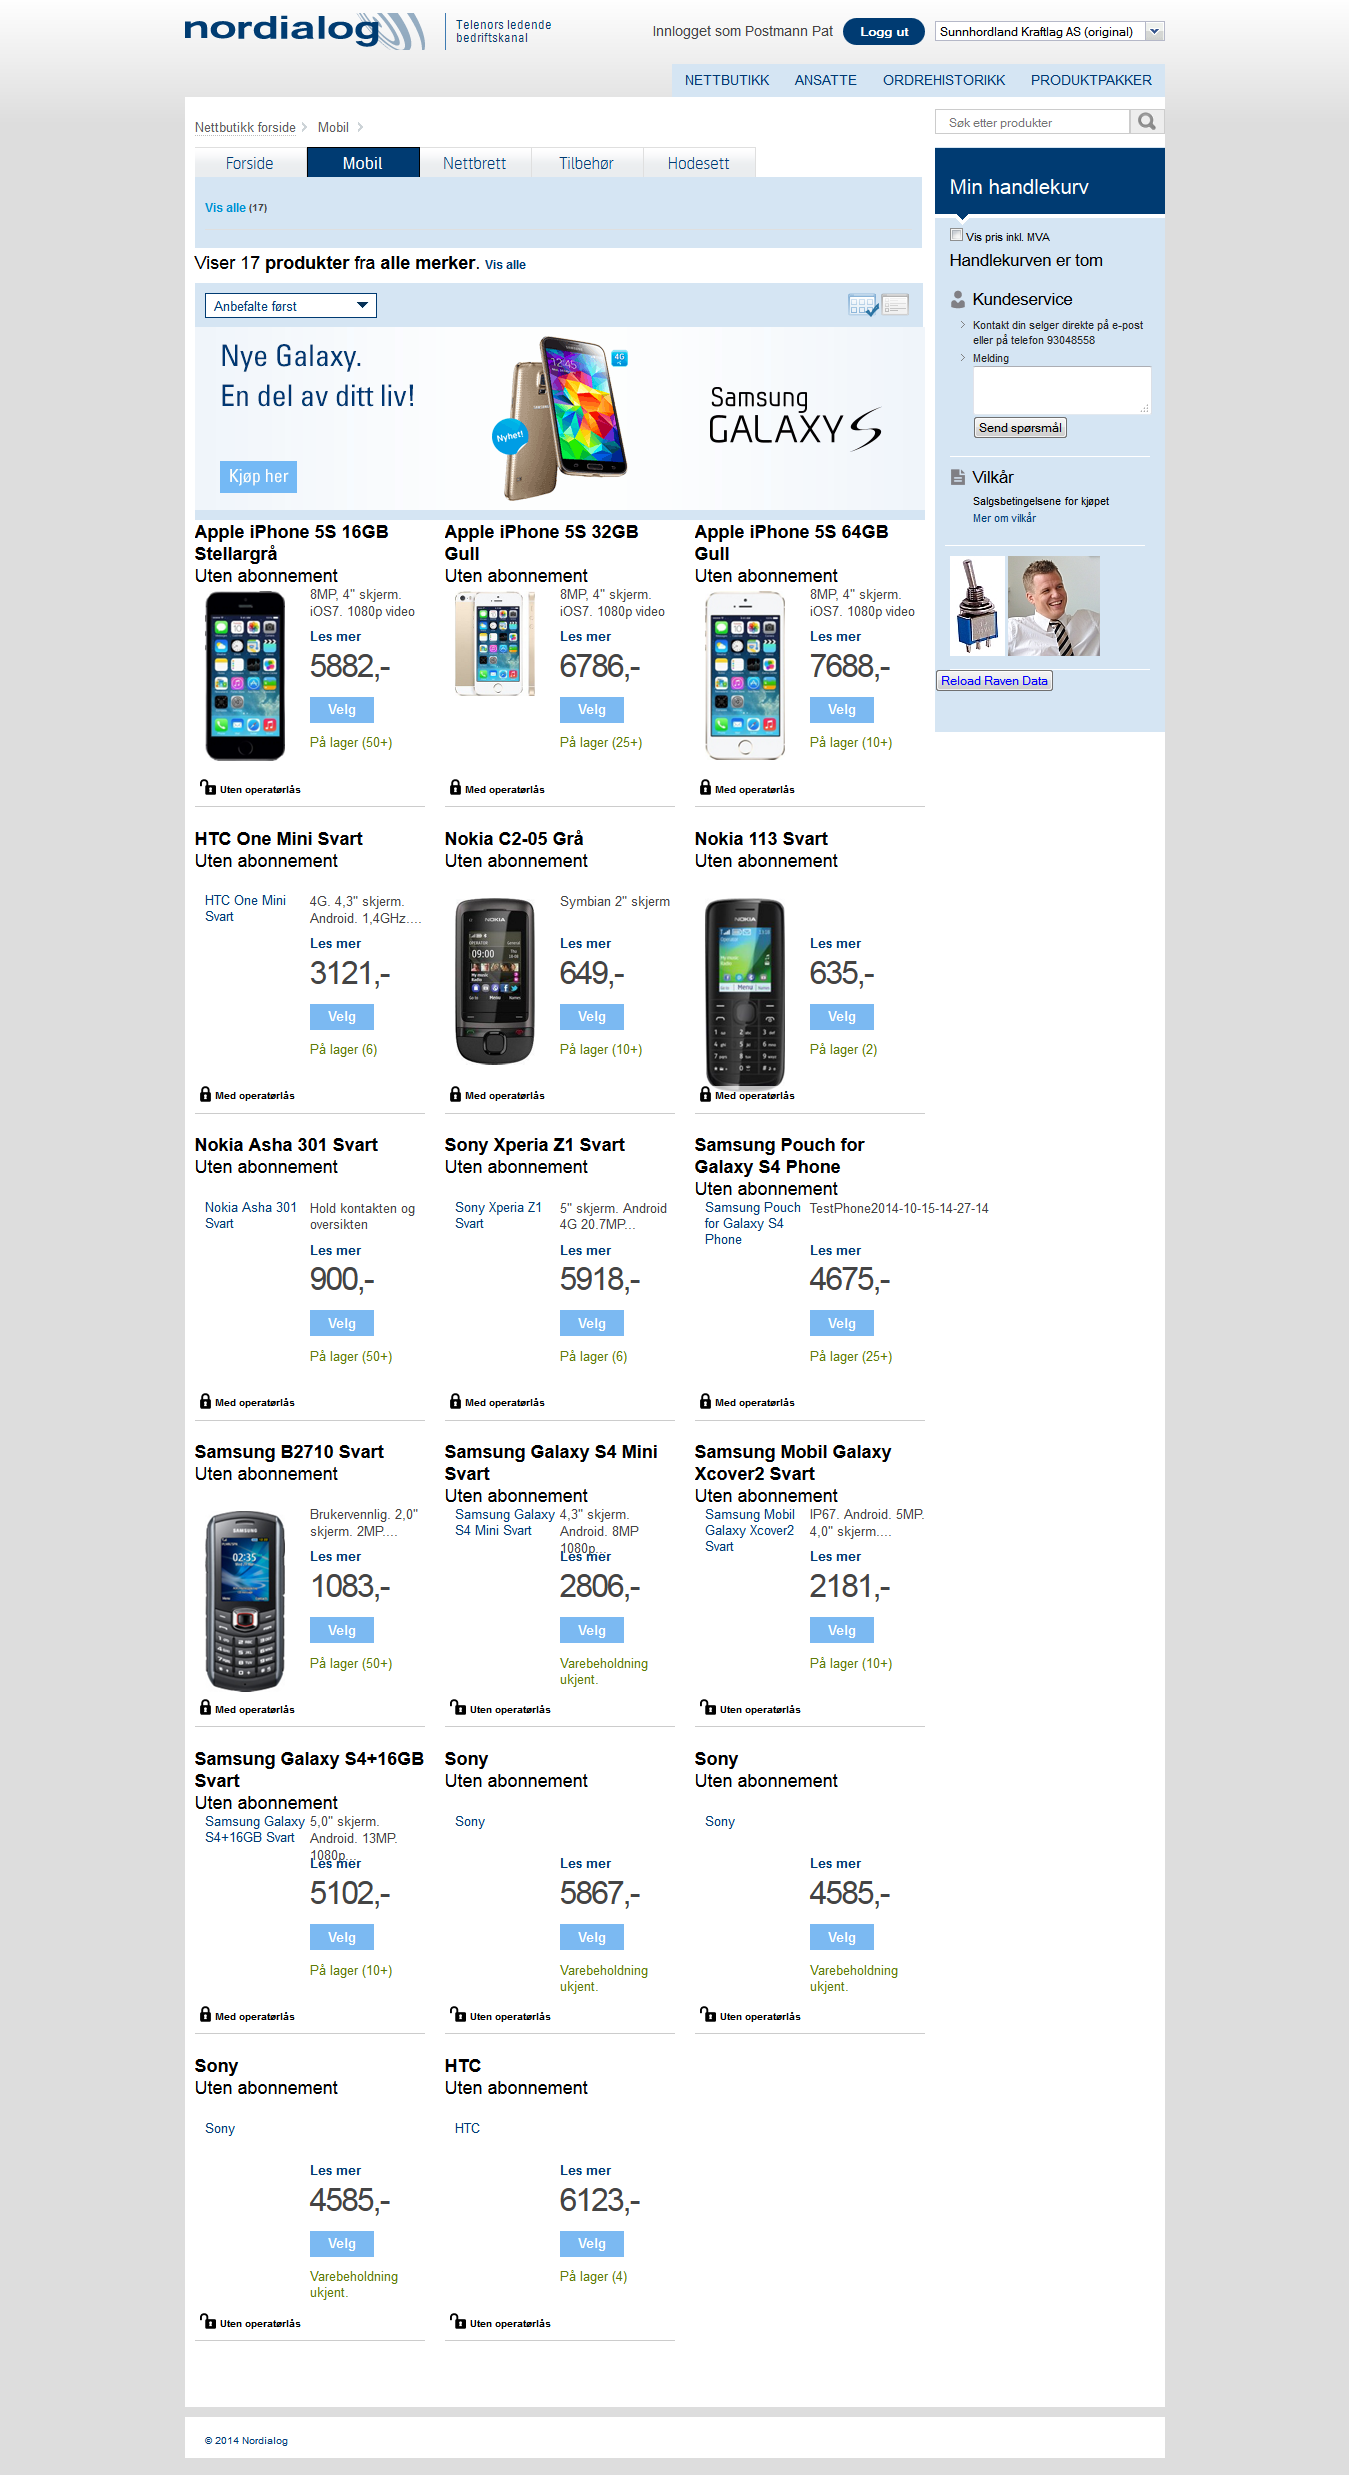 nordialog
Telenors ledende
bedriftskanal
Innlogget som Postmann Pat
Logg ut
Sunnhordland Kraftlag AS (original)
NETTBUTIKK ANSATTE ORDREHISTORIKK PRODUKTPAKKER
Nettbutikk forside Mobil
Søk etter produkter
Forside Mobil Nettbrett Tilbehør Hodesett
Vis alle (17)
Viser 17 produkter fra alle merker. Vis alle
Anbefalte først
Nye Galaxy.
En del av ditt liv!
Kjøp her
Nyhet!
4G
12:45
Samsung
GALAXY S
Min handlekurv
Vis pris inkl. MVA
Handlekurven er tom
Kundeservice
Kontakt din selger direkte på e-post
eller på telefon 93048558
Melding
Send spørsmål
Vilkår
Salgsbetingelsene for kjøpet
Mer om vilkår
Reload Raven Data
Apple iPhone 5S 16GB
Stellargrå
Uten abonnement
8MP, 4" skjerm.
iOS7. 1080p video
Les mer
5882,-
Velg
På lager (50+)
Uten operatørlås
Apple iPhone 5S 32GB
Gull
Uten abonnement
8MP, 4" skjerm.
iOS7. 1080p video
Les mer
6786,-
Velg
På lager (25+)
Med operatørlås
Apple iPhone 5S 64GB
Gull
Uten abonnement
8MP, 4" skjerm.
iOS7. 1080p video
Les mer
7688,-
Velg
På lager (10+)
Med operatørlås
HTC One Mini Svart
Uten abonnement
HTC One Mini
Svart
4G. 4,3" skjerm.
Android. 1,4GHz....
Les mer
3121,-
Velg
På lager (6)
Med operatørlås
Nokia C2-05 Grå
Uten abonnement
NOKIA
09:00
Menu
Symbian 2" skjerm
Les mer
649,-
Velg
På lager (10+)
Med operatørlås
Nokia 113 Svart
Uten abonnement
NOKIA
Menu
Les mer
635,-
Velg
På lager (2)
Med operatørlås
Nokia Asha 301 Svart
Uten abonnement
Nokia Asha 301
Svart
Hold kontakten og
oversikten
Les mer
900,-
Velg
På lager (50+)
Med operatørlås
Sony Xperia Z1 Svart
Uten abonnement
Sony Xperia Z1
Svart
5" skjerm. Android
4G 20.7MP...
Les mer
5918,-
Velg
På lager (6)
Med operatørlås
Samsung Pouch for
Galaxy S4 Phone
Uten abonnement
Samsung Pouch
for Galaxy S4
Phone
TestPhone2014-10-15-14-27-14
Les mer
4675,-
Velg
På lager (25+)
Med operatørlås
Samsung B2710 Svart
Uten abonnement
SAMSUNG
02:35
Brukervennlig. 2,0"
skjerm. 2MP....
Les mer
1083,-
Velg
På lager (50+)
Med operatørlås
Samsung Galaxy S4 Mini
Svart
Uten abonnement
Samsung Galaxy
S4 Mini Svart
4,3" skjerm.
Android. 8MP
1080p...
Les mer
2806,-
Velg
Varebeholdning
ukjent.
Uten operatørlås
Samsung Mobil Galaxy
Xcover2 Svart
Uten abonnement
Samsung Mobil
Galaxy Xcover2
Svart
IP67. Android. 5MP.
4,0" skjerm....
Les mer
2181,-
Velg
På lager (10+)
Uten operatørlås
Samsung Galaxy S4+16GB
Svart
Uten abonnement
Samsung Galaxy
S4+16GB Svart
5,0" skjerm.
Android. 13MP.
1080p...
Les mer
5102,-
Velg
På lager (10+)
Med operatørlås
Sony
Uten abonnement
Sony
Les mer
5867,-
Velg
Varebeholdning
ukjent.
Uten operatørlås
Sony
Uten abonnement
Sony
Les mer
4585,-
Velg
Varebeholdning
ukjent.
Uten operatørlås
Sony
Uten abonnement
Sony
Les mer
4585,-
Velg
Varebeholdning
ukjent.
Uten operatørlås
HTC
Uten abonnement
HTC
Les mer
6123,-
Velg
På lager (4)
Uten operatørlås
© 2014 Nordialog